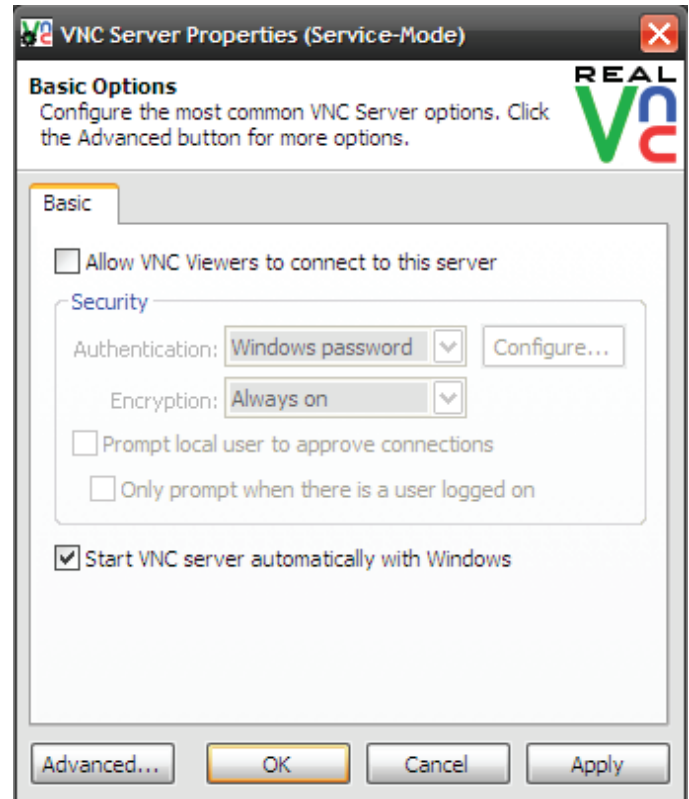 VNC Server Properties (Service-Mode)
Basic Options
Configure the most common VNC Server options. Click
the Advanced button for more options.
REAL
VNC
Basic
Allow VNC Viewers to connect to this server
Security
Authentication: Windows password Configure...
Encryption: Always on
Prompt local user to approve connections
Only prompt when there is a user logged on
Start VNC server automatically with Windows
Advanced... OK Cancel Apply